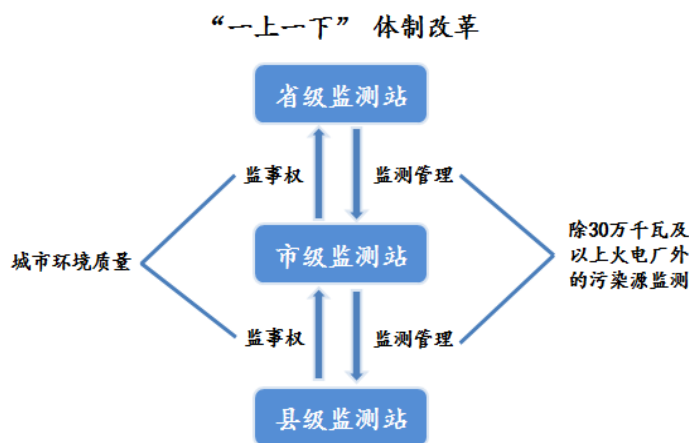 “一上一下” 体制改革
省级监测站
监事权
监测管理
城市环境质量
市级监测站
除30万千瓦及
以上火电厂外
的污染源监测
监事权
监测管理
县级监测站